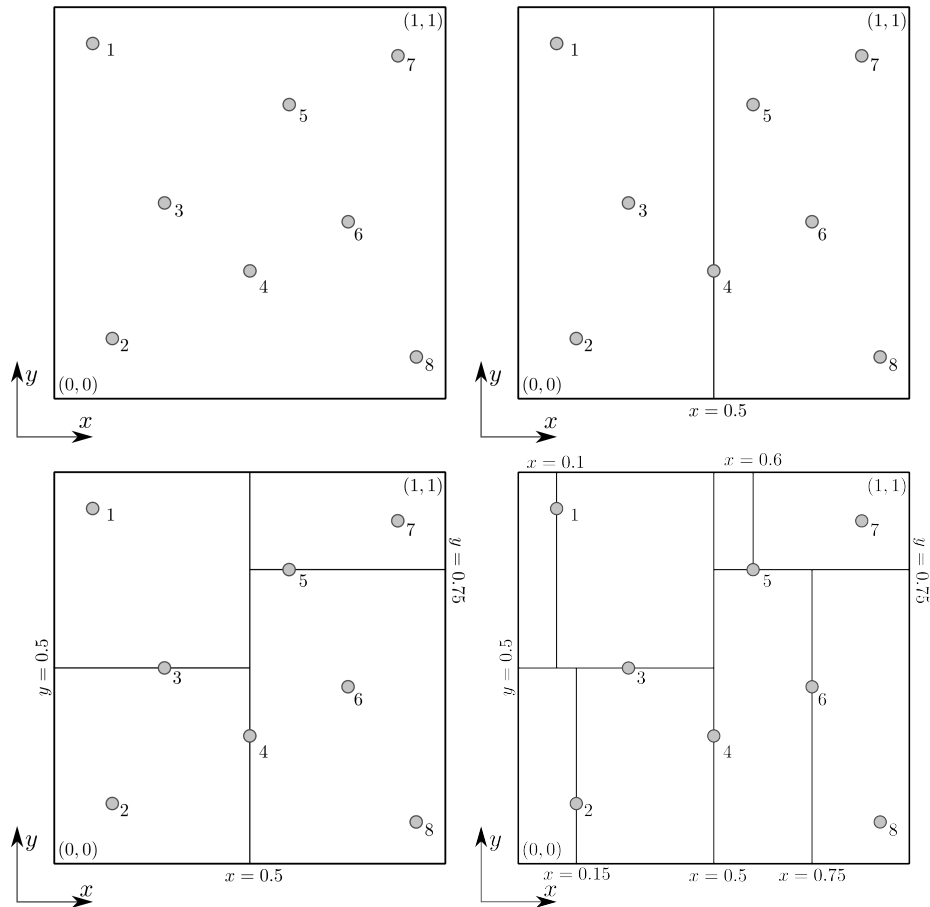 (1, 1)
1
7
5
3
6
4
2
8
(0, 0)
y
x
(1, 1)
1
7
5
3
6
4
2
8
(0, 0)
x = 0.5
y
x
(1, 1)
1
7
y = 0.75
5
y = 0.5
3
6
4
2
8
(0, 0)
x = 0.5
y
x
x = 0.1
x = 0.6
(1, 1)
1
7
y = 0.75
5
y = 0.5
3
6
4
2
8
(0, 0)
x = 0.15
x = 0.5
x = 0.75
y
x